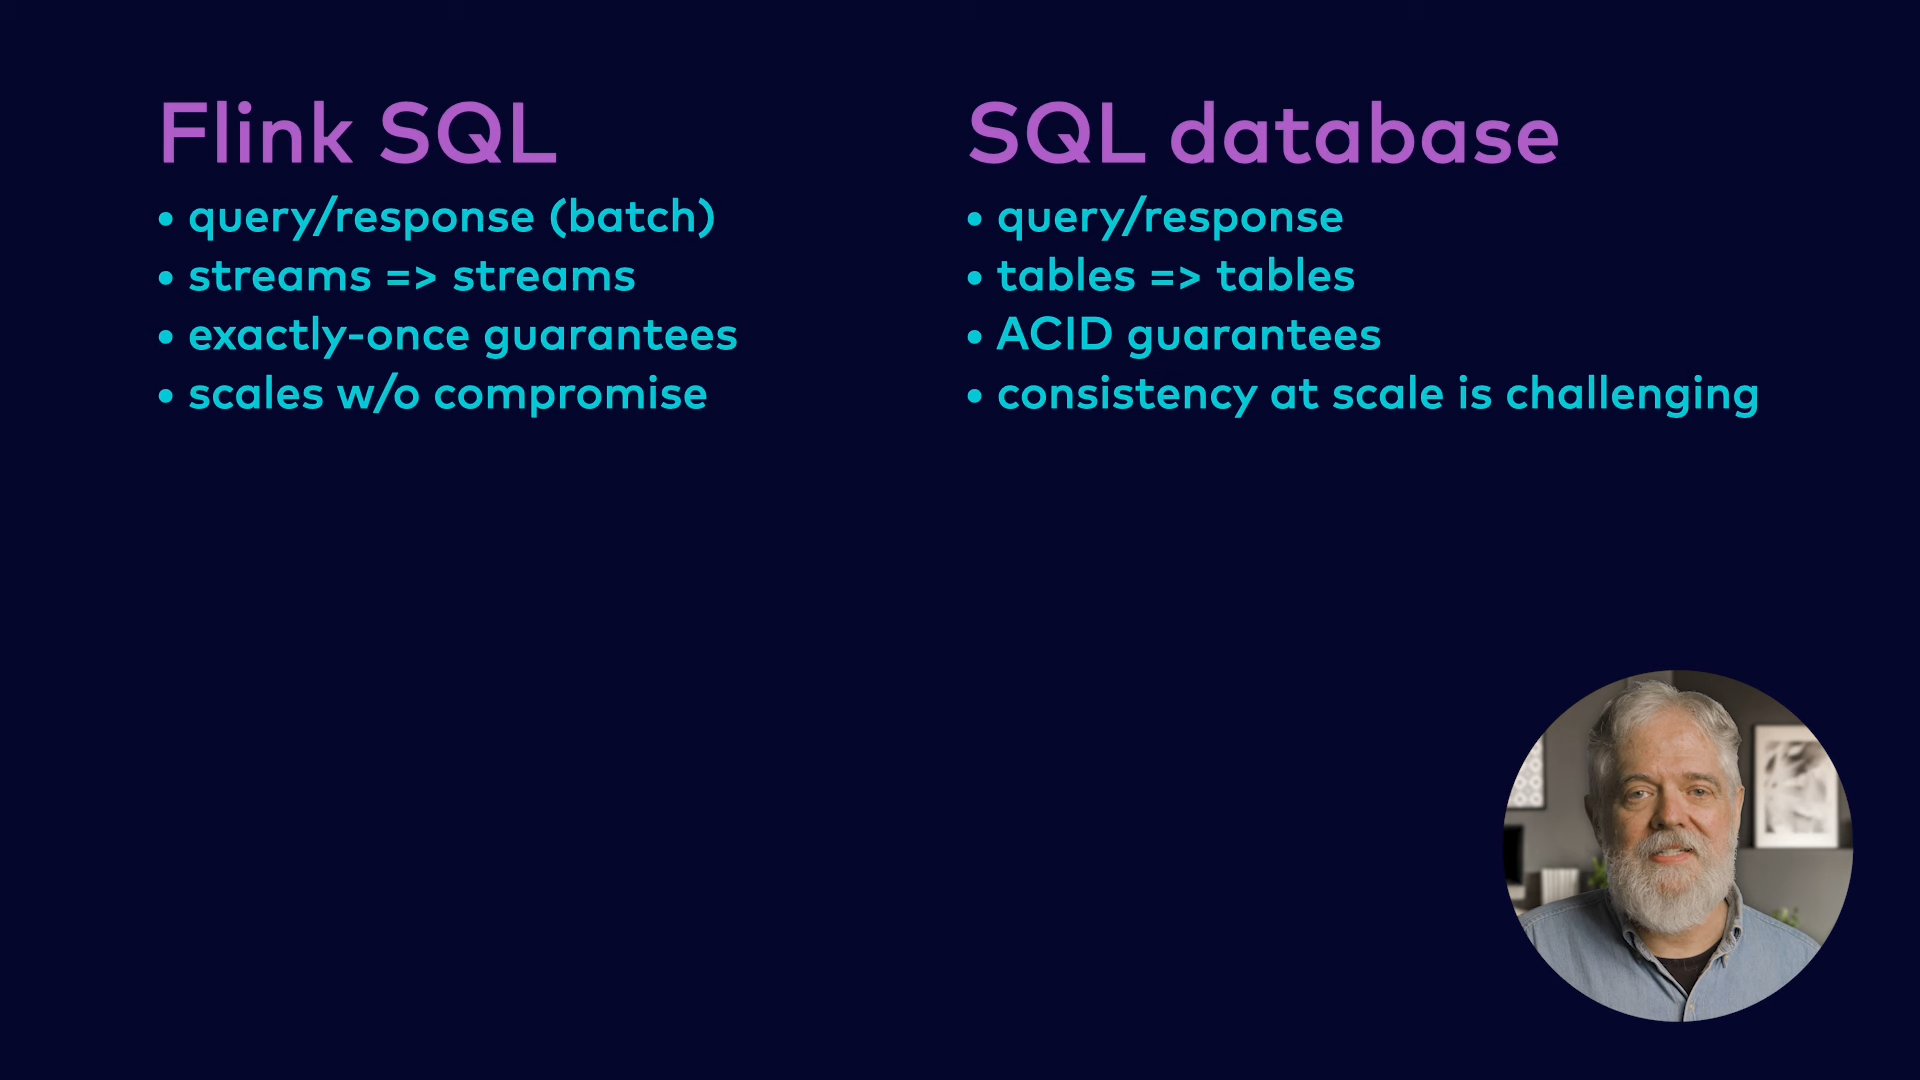 Flink SQL
• query/response (batch)
• streams => streams
• exactly-once guarantees
• scales w/o compromise
SQL database
• query/response
• tables => tables
• ACID guarantees
• consistency at scale is challenging